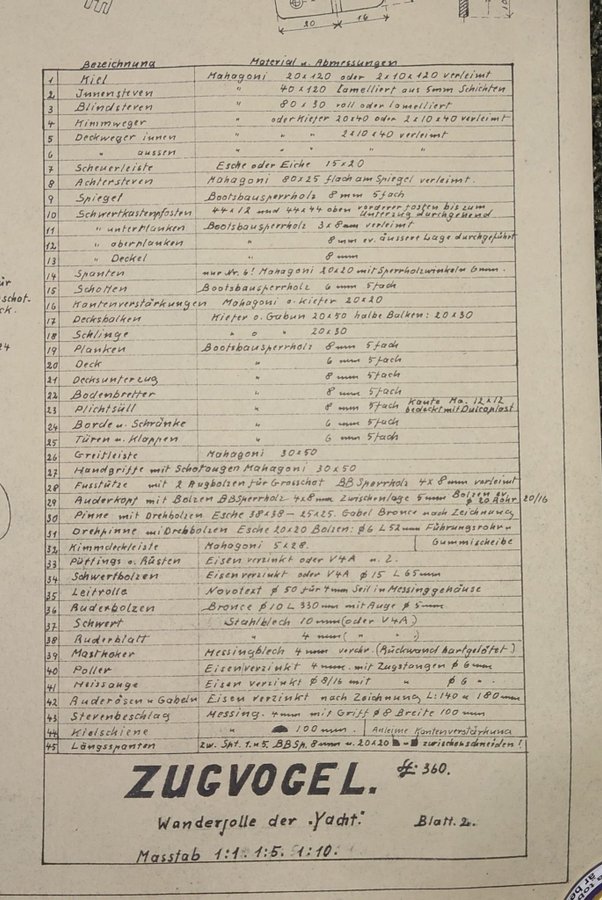 20 16
är
schot-
ck.
24
Bezeichnung Material u. Abmessungen
1 Kiel Mahagoni 20x120 oder 2x10x120 verleimt
2 Innensteven " 40x120 lamelliert aus 5mm Schichten
3 Blindsteven " 80x30 voll oder lamelliert
4 Kimmweger " oder Kiefer 20x40 oder 2x10x40 verleimt
5 Deckweger innen " " " 2x10x40 verleimt
6 " aussen " " " "
7 Scheuerleiste Esche oder Eiche 15x20
8 Achtersteven Mahagoni 80x25 flach am Spiegel verleimt.
9 Spiegel Bootsbausperrholz 8mm 5fach
10 Schwertkastenpfosten 44x12 und 44x44 oben vorderer Pfosten bis zum Unterzug durchgehend
11 " unterplanken Bootsbausperrholz 3x8mm verleimt
12 " oberplanken " 8mm ev. äussere Lage durchgeführt
13 " Deckel " 8mm
14 Spanten nur Nr. 6! Mahagoni 20x20 mit Sperrholzwinkeln 6mm.
15 Schotten Bootsbausperrholz 6mm 5fach
16 Kantenverstärkungen Mahagoni o. Kiefer 20x20
17 Decksbalken Kiefer o. Gabun 20x50 halbe Balken: 20x30
18 Schlinge " o " 20x30
19 Planken Bootsbausperrholz 8mm 5fach
20 Deck " 6mm 5fach
21 Decksunterzug " 8mm 5fach
22 Bodenbretter " 8mm 5fach
23 Plichtsüll " 8mm 5fach Kante Ma. 12x12 bedeckt mit Dulcaplast
24 Borde u. Schränke " 6mm 5fach
25 Türen u. Klappen " 6mm 5fach
26 Greitleiste Mahagoni 30x50
27 Handgriffe mit Schotaugen Mahagoni 30x50
28 Fusstütze mit 2 Augbolzen für Grosschot BB Sperrholz 4x8mm verleimt
29 Ruderkopf mit Bolzen BB Sperrholz 4x8mm Zwischenlage 5mm Bolzen ev. ø 20 Rohr 20/16
30 Pinne mit Drehbolzen Esche 38x38 - 25x25. Gabel Bronce nach Zeichnung
31 Drehpinne m. Drehbolzen Esche 20x20 Bolzen: ø6 L52mm Führungsrohr u.
32 Kimmdeckleiste Mahagoni 5x28. Gummischeibe
33 Püttings o. Rüsten Eisen verzinkt oder V4A n. Z.
34 Schwertbolzen Eisen verzinkt oder V4A ø15 L65mm
35 Leitrolle Novotext ø50 für 4mm Seil in Messinggehäuse
36 Ruderbolzen Bronce ø10 L 330mm mit Auge ø5mm
37 Schwert Stahlblech 10mm (oder V4A)
38 Ruderblatt " 4mm ( " " )
39 Masthoker Messingblech 4mm verchr. (Rückwand hartgelötet)
40 Poller Eisen verzinkt 4mm. mit Zugstangen ø6mm
41 Heissauge Eisen verzinkt ø8/16 mit " ø6 ".
42 Ruderösen u Gabeln Eisen verzinkt nach Zeichnung L:140 u 180mm
43 Stevenbeschlag Messing. 4mm mit Griff ø8 Breite 100mm
44 Kielschiene " 100mm. Anleime Kantenverstärkung
45 Längsspanten zw. Spt. 1 u. 5. BBSp. 8mm u. 20x20 zwischenschneiden!
ZUGVOGEL. 360.
Wanderjolle der "Yacht". Blatt. 2.
Masstab 1:1. 1:5. 1:10.